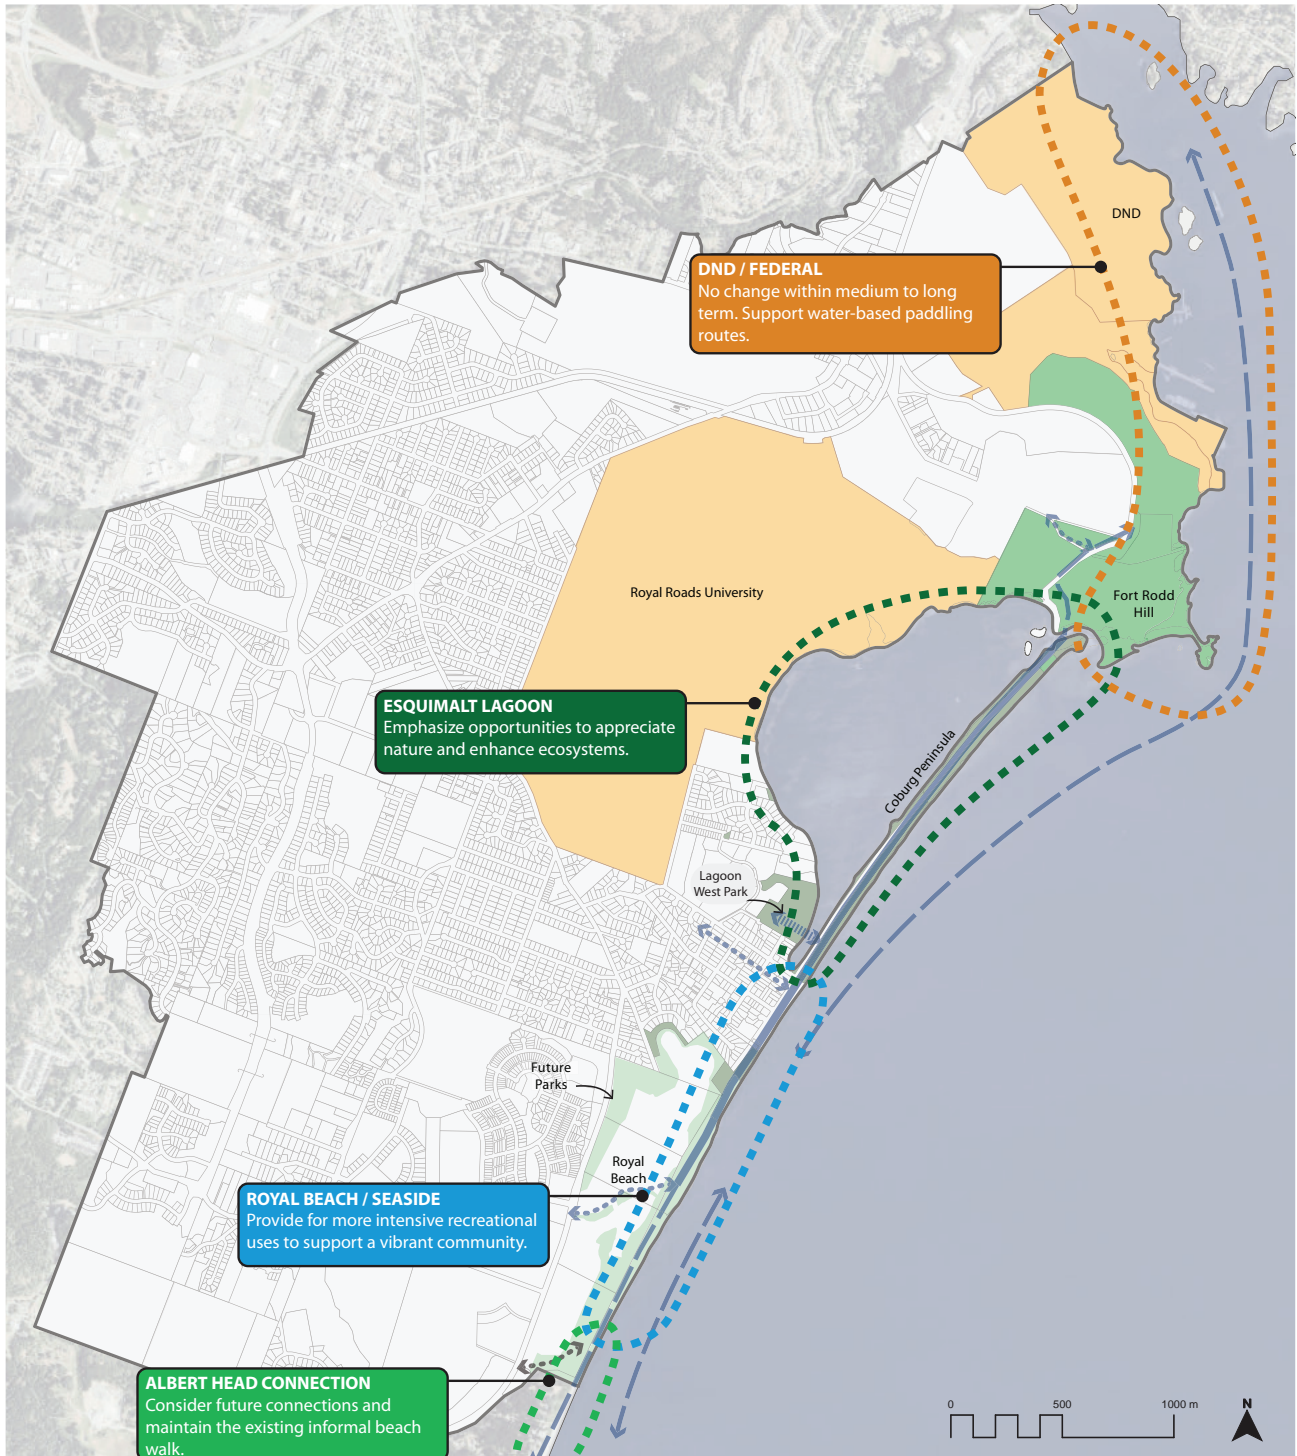 DND
DND / FEDERAL
No change within medium to long
term. Support water-based paddling
routes.
Royal Roads University
Fort Rodd
Hill
ESQUIMALT LAGOON
Emphasize opportunities to appreciate
nature and enhance ecosystems.
Coburg Peninsula
Lagoon
West Park
Future
Parks
Royal
Beach
ROYAL BEACH / SEASIDE
Provide for more intensive recreational
uses to support a vibrant community.
ALBERT HEAD CONNECTION
Consider future connections and
maintain the existing informal beach
walk.
0 500 1000 m
N